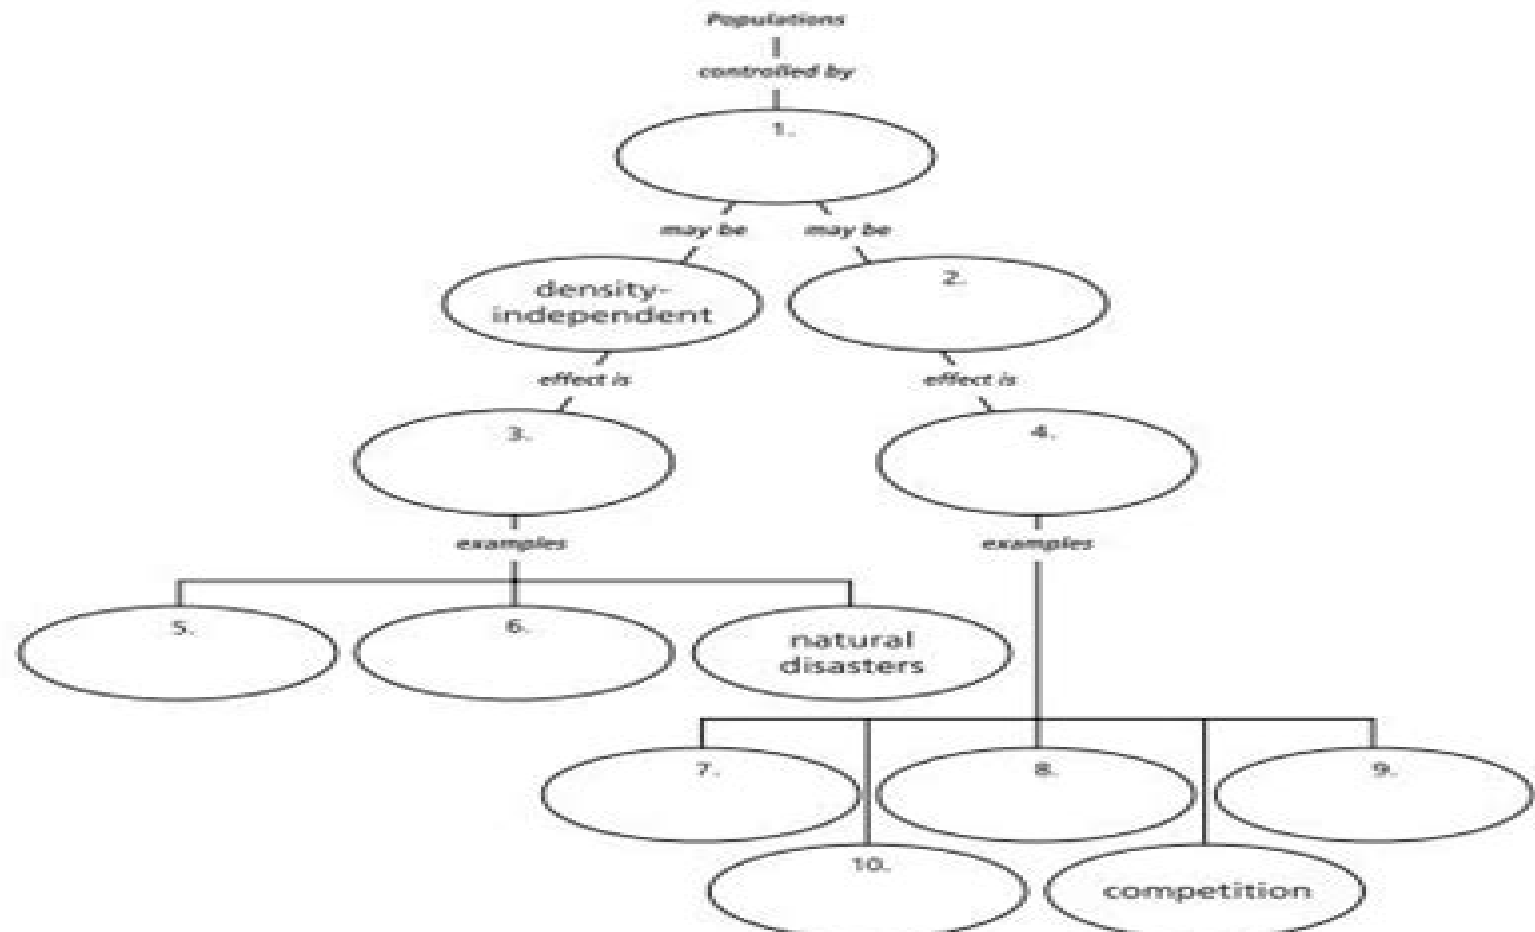 Populations
controlled by
1.
may be may be
density-
independent
2.
effect is effect is
3. 4.
examples examples
5. 6. natural
disasters
7. 8. 9.
10. competition